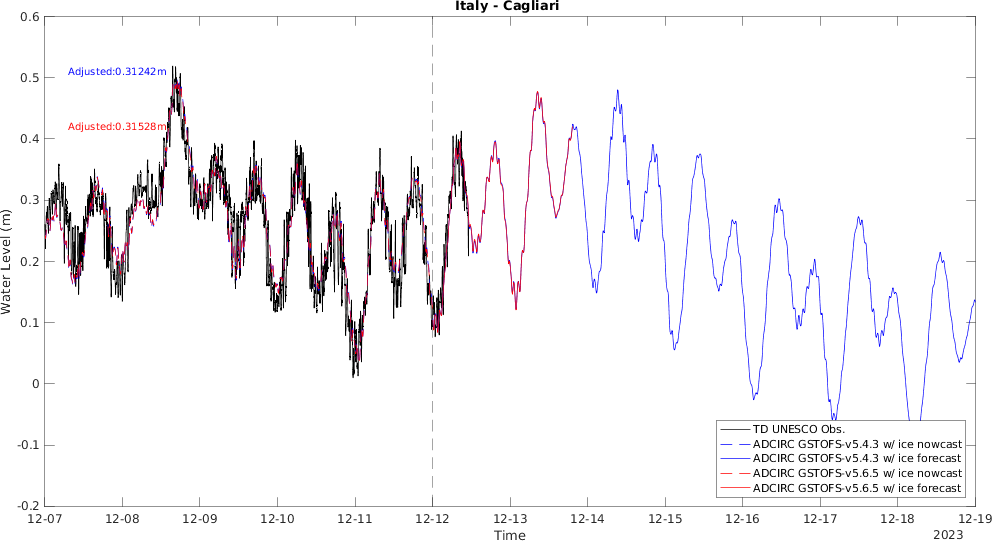 Italy - Cagliari
0.6
0.5
0.4
0.3
0.2
0.1
0
-0.1
-0.2
Water Level (m)
Adjusted:0.31242m
Adjusted:0.31528m
TD UNESCO Obs.
ADCIRC GSTOFS-v5.4.3 w/ ice nowcast
ADCIRC GSTOFS-v5.4.3 w/ ice forecast
ADCIRC GSTOFS-v5.6.5 w/ ice nowcast
ADCIRC GSTOFS-v5.6.5 w/ ice forecast
12-07 12-08 12-09 12-10 12-11 12-12 12-13 12-14 12-15 12-16 12-17 12-18 12-19
Time
2023